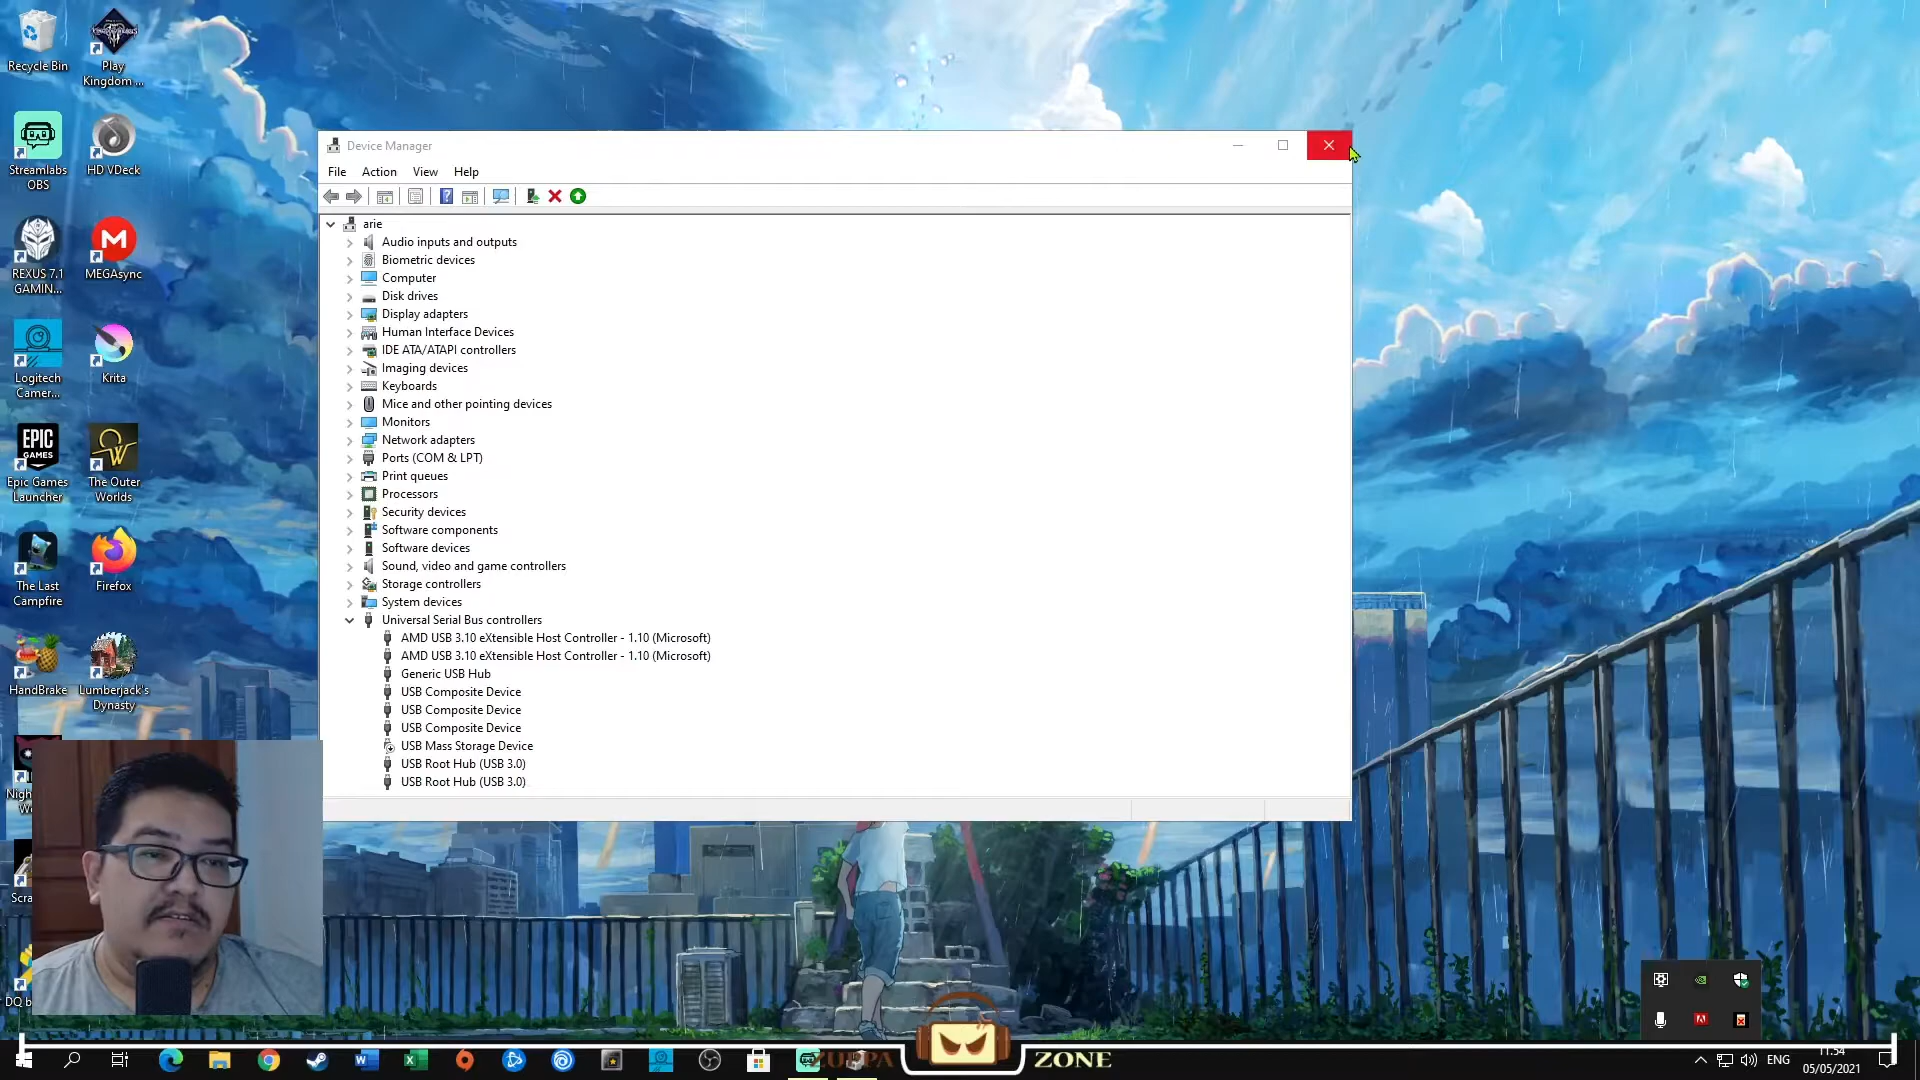 Recycle Bin
Play
Kingdom ...
Streamlabs
OBS
HD VDeck
REXUS 7.1
GAMIN...
MEGAsync
Logitech
Camer...
Krita
EPIC
GAMES
Epic Games
Launcher
The Outer
Worlds
The Last
Campfire
Firefox
HandBrake
Lumberjack's
Dynasty
Device Manager
File Action View Help
arie
Audio inputs and outputs
Biometric devices
Computer
Disk drives
Display adapters
Human Interface Devices
IDE ATA/ATAPI controllers
Imaging devices
Keyboards
Mice and other pointing devices
Monitors
Network adapters
Ports (COM & LPT)
Print queues
Processors
Security devices
Software components
Software devices
Sound, video and game controllers
Storage controllers
System devices
Universal Serial Bus controllers
AMD USB 3.10 eXtensible Host Controller - 1.10 (Microsoft)
AMD USB 3.10 eXtensible Host Controller - 1.10 (Microsoft)
Generic USB Hub
USB Composite Device
USB Composite Device
USB Composite Device
USB Mass Storage Device
USB Root Hub (USB 3.0)
USB Root Hub (USB 3.0)
ZUPPA ZONE
ENG
11.54
05/05/2021